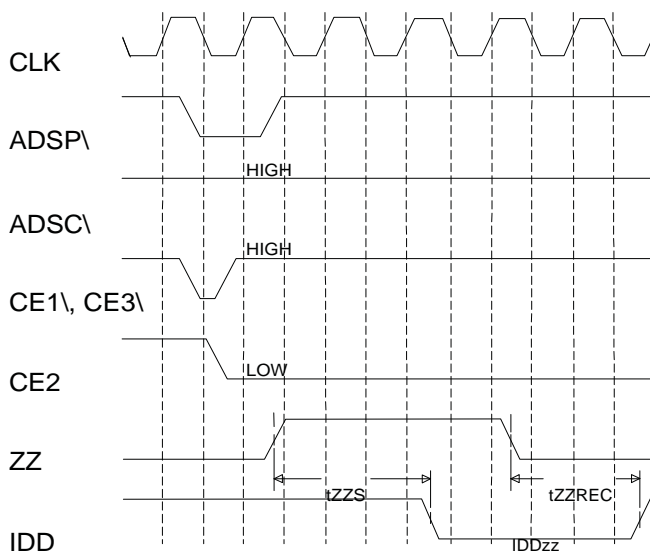 CLK
ADSP\
HIGH
ADSC\
HIGH
CE1\, CE3\
LOW
CE2
ZZ
tZZS
tZZREC
IDD
IDDzz